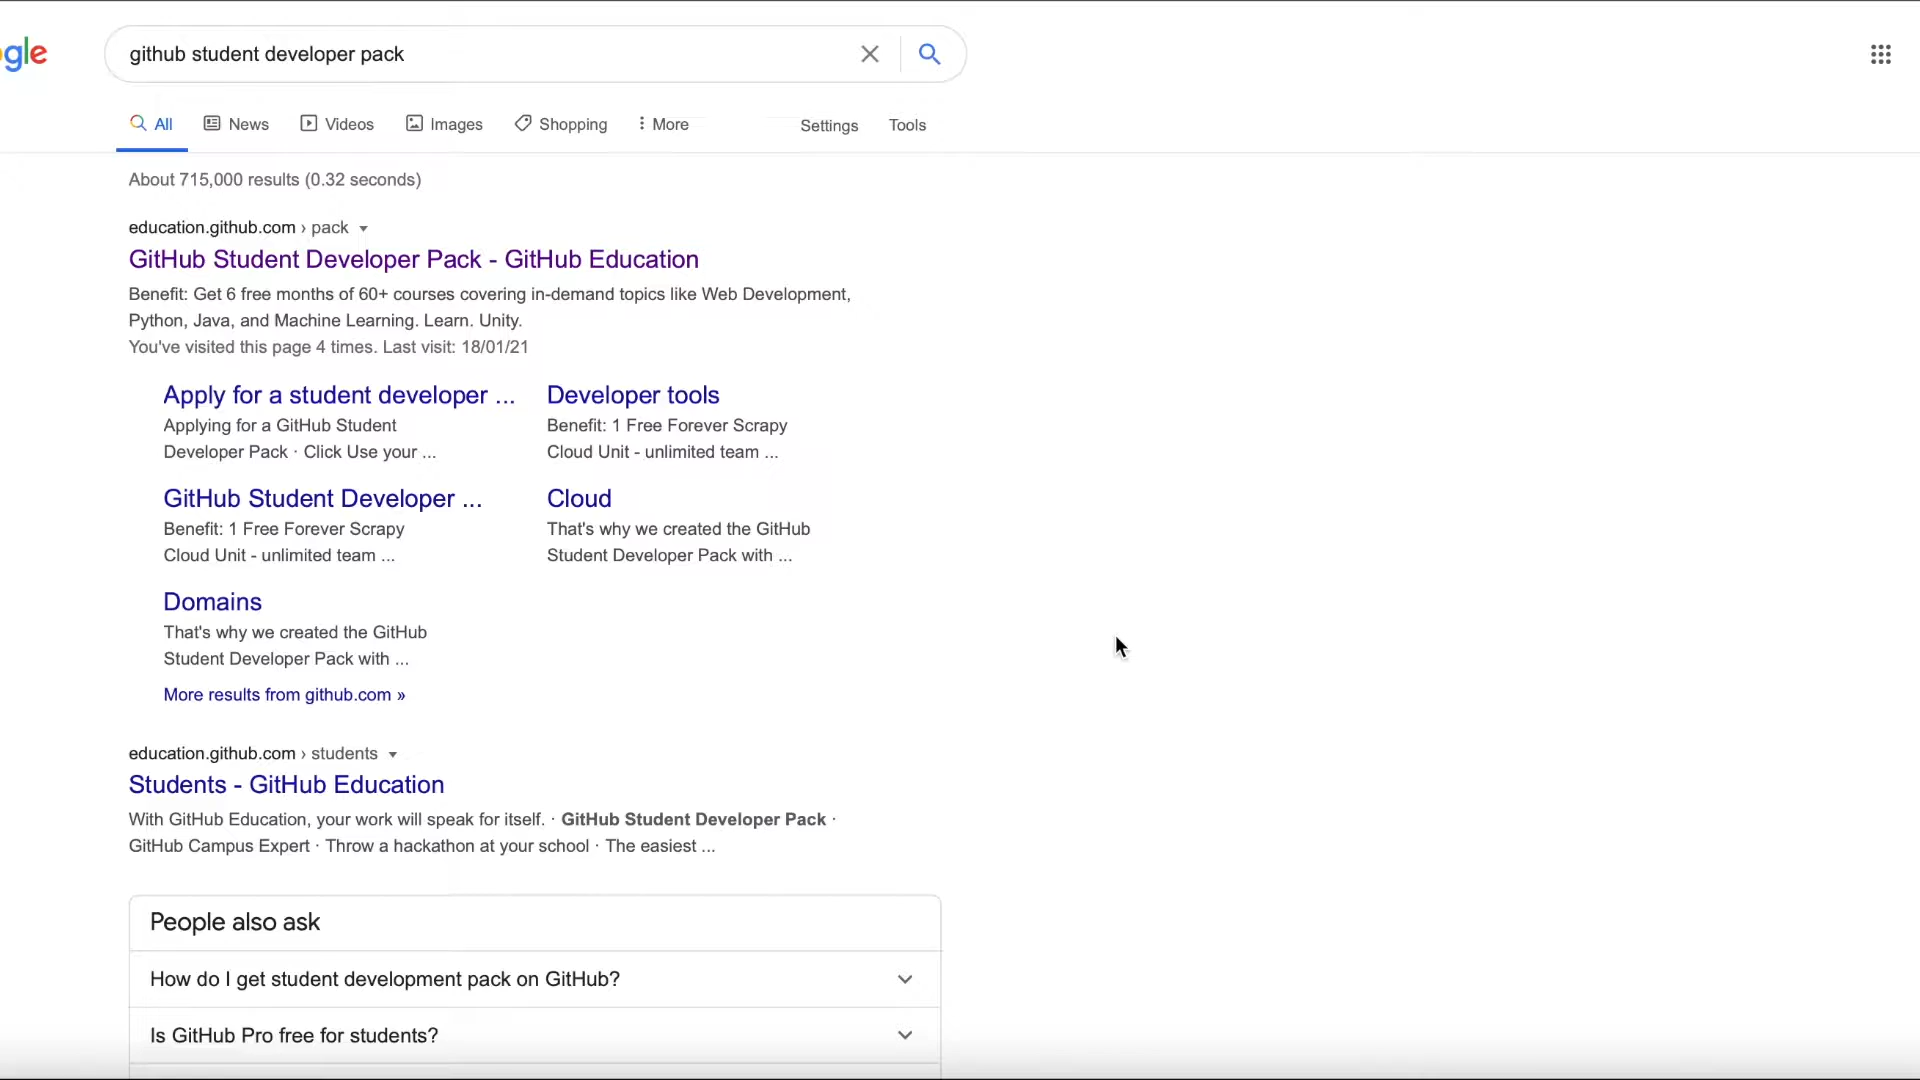 gle
github student developer pack
All News Videos Images Shopping More Settings Tools
About 715,000 results (0.32 seconds)
education.github.com › pack
GitHub Student Developer Pack - GitHub Education
Benefit: Get 6 free months of 60+ courses covering in-demand topics like Web Development,
Python, Java, and Machine Learning. Learn. Unity.
You've visited this page 4 times. Last visit: 18/01/21
Apply for a student developer ...
Applying for a GitHub Student
Developer Pack · Click Use your ...
Developer tools
Benefit: 1 Free Forever Scrapy
Cloud Unit - unlimited team ...
GitHub Student Developer ...
Benefit: 1 Free Forever Scrapy
Cloud Unit - unlimited team ...
Cloud
That's why we created the GitHub
Student Developer Pack with ...
Domains
That's why we created the GitHub
Student Developer Pack with ...
More results from github.com »
education.github.com › students
Students - GitHub Education
With GitHub Education, your work will speak for itself. · GitHub Student Developer Pack ·
GitHub Campus Expert · Throw a hackathon at your school · The easiest ...
People also ask
How do I get student development pack on GitHub?
Is GitHub Pro free for students?